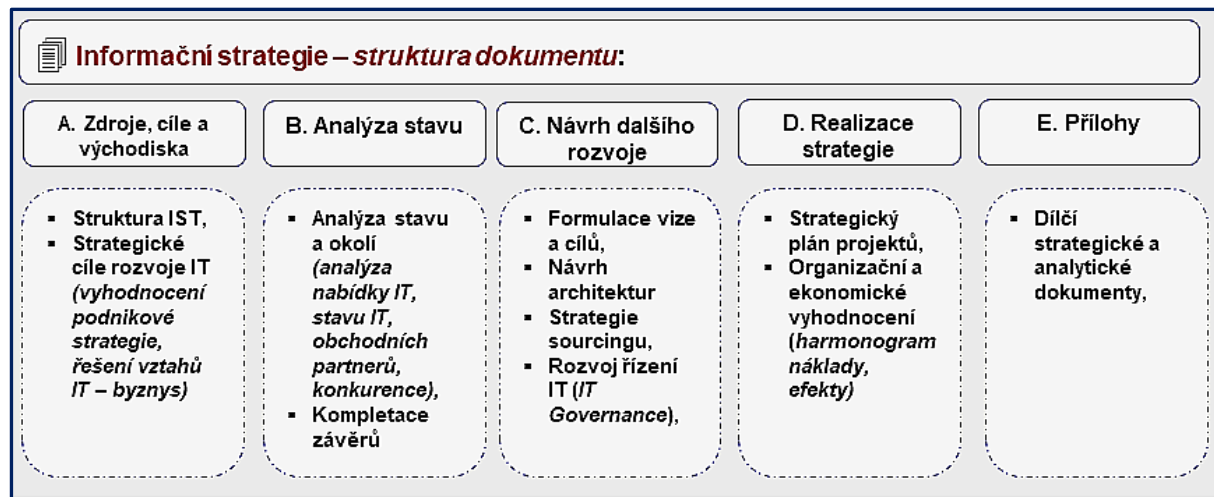 Informační strategie – struktura dokumentu:
A. Zdroje, cíle a
východiska
▪ Struktura IST,
▪ Strategické
cíle rozvoje IT
(vyhodnocení
podnikové
strategie,
řešení vztahů
IT – byznys)
B. Analýza stavu
▪ Analýza stavu
a okolí
(analýza
nabídky IT,
stavu IT,
obchodních
partnerů,
konkurence),
▪ Kompletace
závěrů
C. Návrh dalšího
rozvoje
▪ Formulace vize
a cílů,
▪ Návrh
architektur
▪ Strategie
sourcingu,
▪ Rozvoj řízení
IT (IT
Governance),
D. Realizace
strategie
▪ Strategický
plán projektů,
▪ Organizační a
ekonomické
vyhodnocení
(harmonogram
náklady,
efekty)
E. Přílohy
▪ Dílčí
strategické a
analytické
dokumenty,